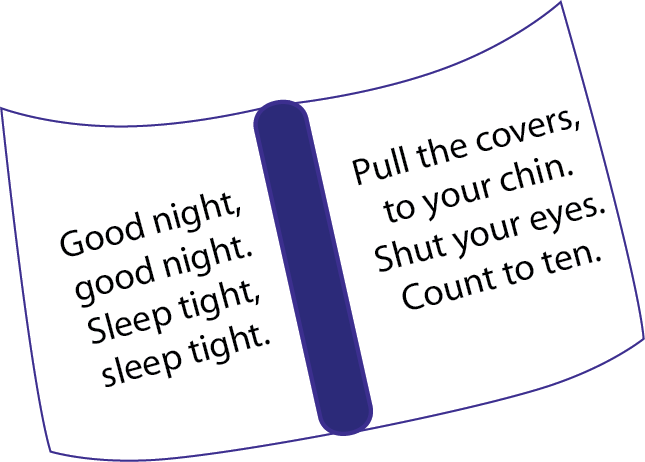 Good night,
good night.
Sleep tight,
sleep tight.
Pull the covers,
to your chin.
Shut your eyes.
Count to ten.